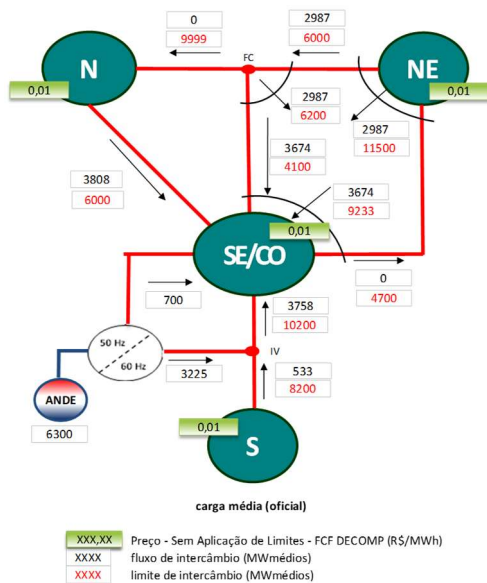 0
9999
2987
6000
FC
N
NE
0,01
0,01
2987
6200
2987
11500
3674
4100
3808
6000
3674
9233
0,01
SE/CO
700
0
4700
3758
10200
50 Hz
60 Hz
IV
3225
533
8200
ANDE
6300
0,01
S
carga média (oficial)
XXX,XX Preço - Sem Aplicação de Limites - FCF DECOMP (R$/MWh)
XXXX fluxo de intercâmbio (MWmédios)
XXXX limite de intercâmbio (MWmédios)